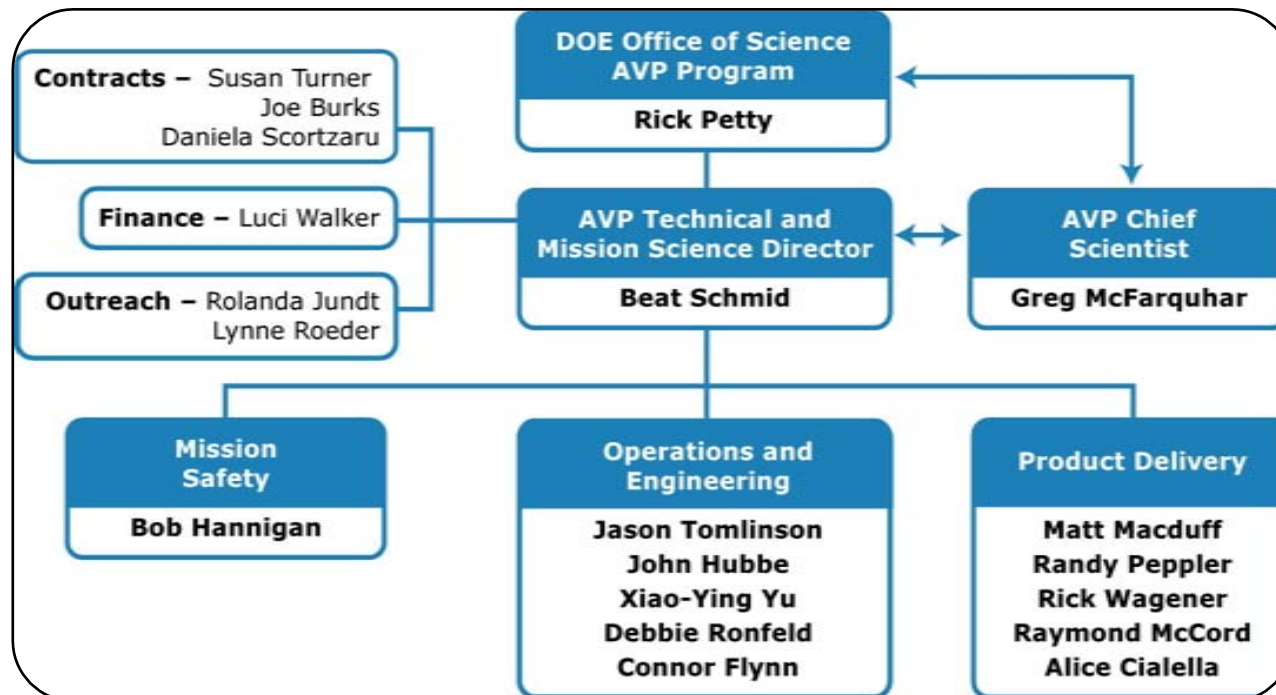 DOE Office of Science
AVP Program
Rick Petty
Contracts – Susan Turner
Joe Burks
Daniela Scortzaru
Finance – Luci Walker
Outreach – Rolanda Jundt
Lynne Roeder
AVP Technical and
Mission Science Director
Beat Schmid
AVP Chief
Scientist
Greg McFarquhar
Mission
Safety
Bob Hannigan
Operations and
Engineering
Jason Tomlinson
John Hubbe
Xiao-Ying Yu
Debbie Ronfeld
Connor Flynn
Product Delivery
Matt Macduff
Randy Peppler
Rick Wagener
Raymond McCord
Alice Cialella